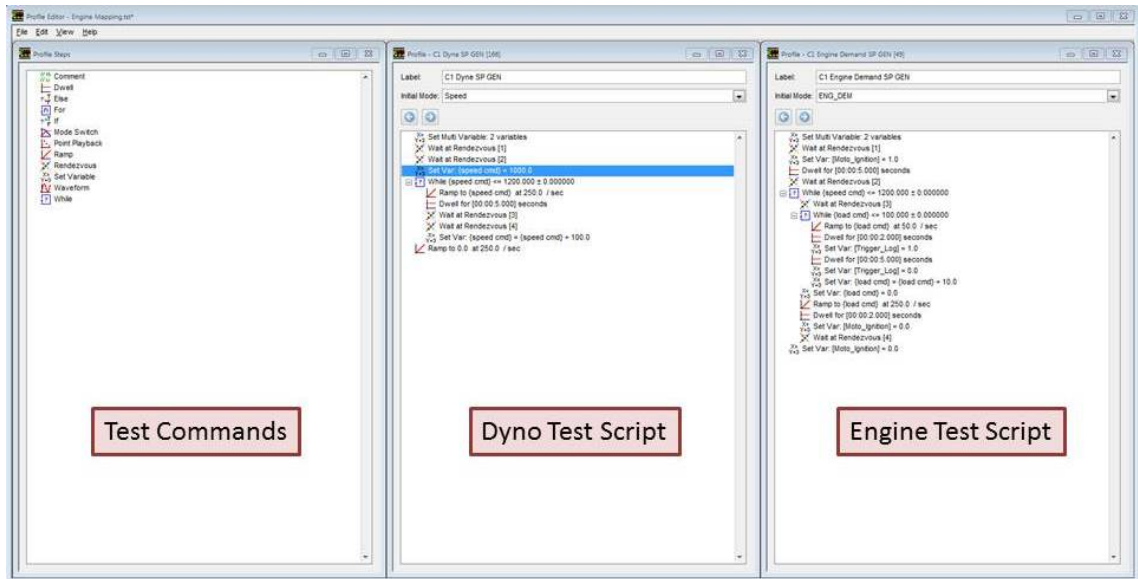 Profile Editor - Engine Mapping.txt*
File Edit View Help
Profile Steps
Comment
Dwell
Else
For
If
Mode Switch
Point Playback
Ramp
Rendezvous
Set Variable
Waveform
While
Test Commands
Profile - C1 Dyne SP GEN [166]
Label: C1 Dyne SP GEN
Initial Mode: Speed
Set Multi Variable: 2 variables
Wait at Rendezvous [1]
Wait at Rendezvous [2]
Set Var: {speed cmd} = 1000.0
While {speed cmd} <= 1200.000 ± 0.000000
Ramp to {speed cmd} at 250.0 / sec
Dwell for [00:00:5.000] seconds
Wait at Rendezvous [3]
Wait at Rendezvous [4]
Set Var: {speed cmd} = {speed cmd} + 100.0
Ramp to 0.0 at 250.0 / sec
Dyno Test Script
Profile - C1 Engine Demand SP GEN [49]
Label: C1 Engine Demand SP GEN
Initial Mode: ENG_DEM
Set Multi Variable: 2 variables
Wait at Rendezvous [1]
Set Var: [Moto_Ignition] = 1.0
Dwell for [00:00:5.000] seconds
Wait at Rendezvous [2]
While {speed cmd} <= 1200.000 ± 0.000000
Wait at Rendezvous [3]
While {load cmd} <= 100.000 ± 0.000000
Ramp to {load cmd} at 50.0 / sec
Dwell for [00:00:2.000] seconds
Set Var: [Trigger_Log] = 1.0
Dwell for [00:00:5.000] seconds
Set Var: [Trigger_Log] = 0.0
Set Var: {load cmd} = {load cmd} + 10.0
Set Var: {load cmd} = 0.0
Ramp to {load cmd} at 250.0 / sec
Dwell for [00:00:2.000] seconds
Set Var: [Moto_Ignition] = 0.0
Wait at Rendezvous [4]
Set Var: [Moto_Ignition] = 0.0
Engine Test Script